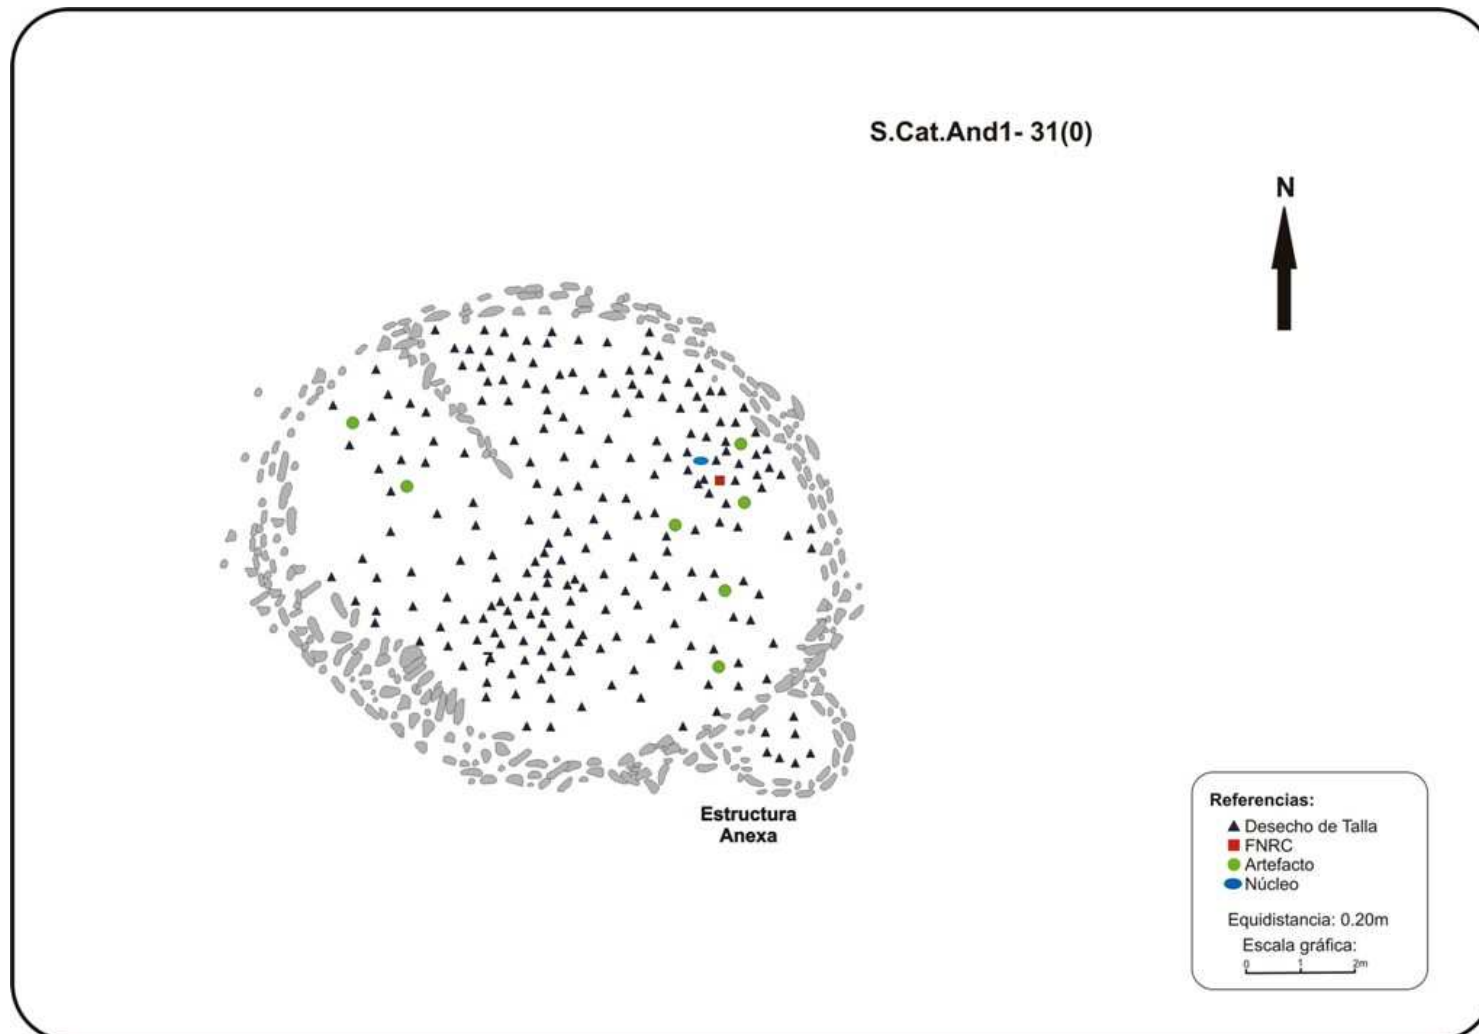 S.Cat.And1- 31(0)
N
Estructura
Anexa
Referencias:
Desecho de Talla
FNRC
Artefacto
Núcleo
Equidistancia: 0.20m
Escala gráfica:
0 1 2m